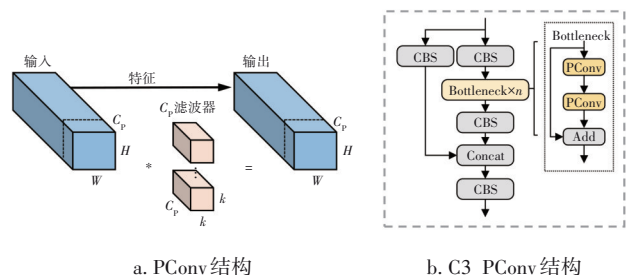 输入
特征
输出
C_P
C_P滤波器
C_P
H
*
=
H
W
C_P
k
k
W
a. PConv结构
CBS
CBS
Bottleneck×n
CBS
Concat
CBS
Bottleneck
PConv
PConv
Add
b. C3_PConv结构